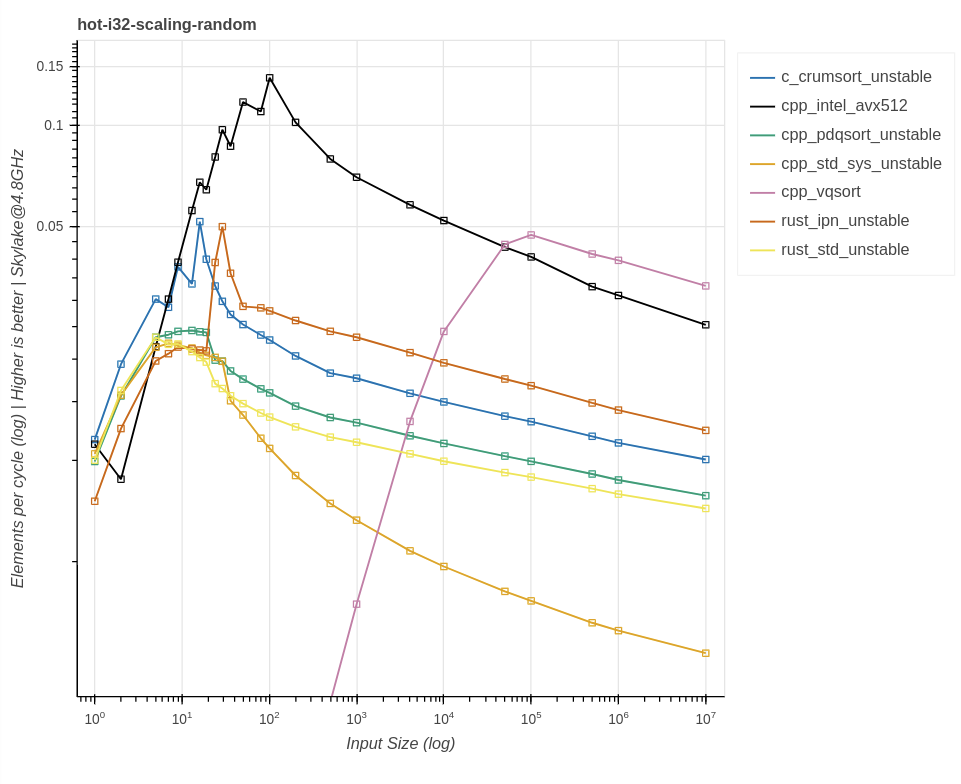 hot-i32-scaling-random
0.15
0.1
0.05
Elements per cycle (log) | Higher is better | Skylake@4.8GHz
10⁰
10¹
10²
10³
10⁴
10⁵
10⁶
10⁷
Input Size (log)
c_crumsort_unstable
cpp_intel_avx512
cpp_pdqsort_unstable
cpp_std_sys_unstable
cpp_vqsort
rust_ipn_unstable
rust_std_unstable